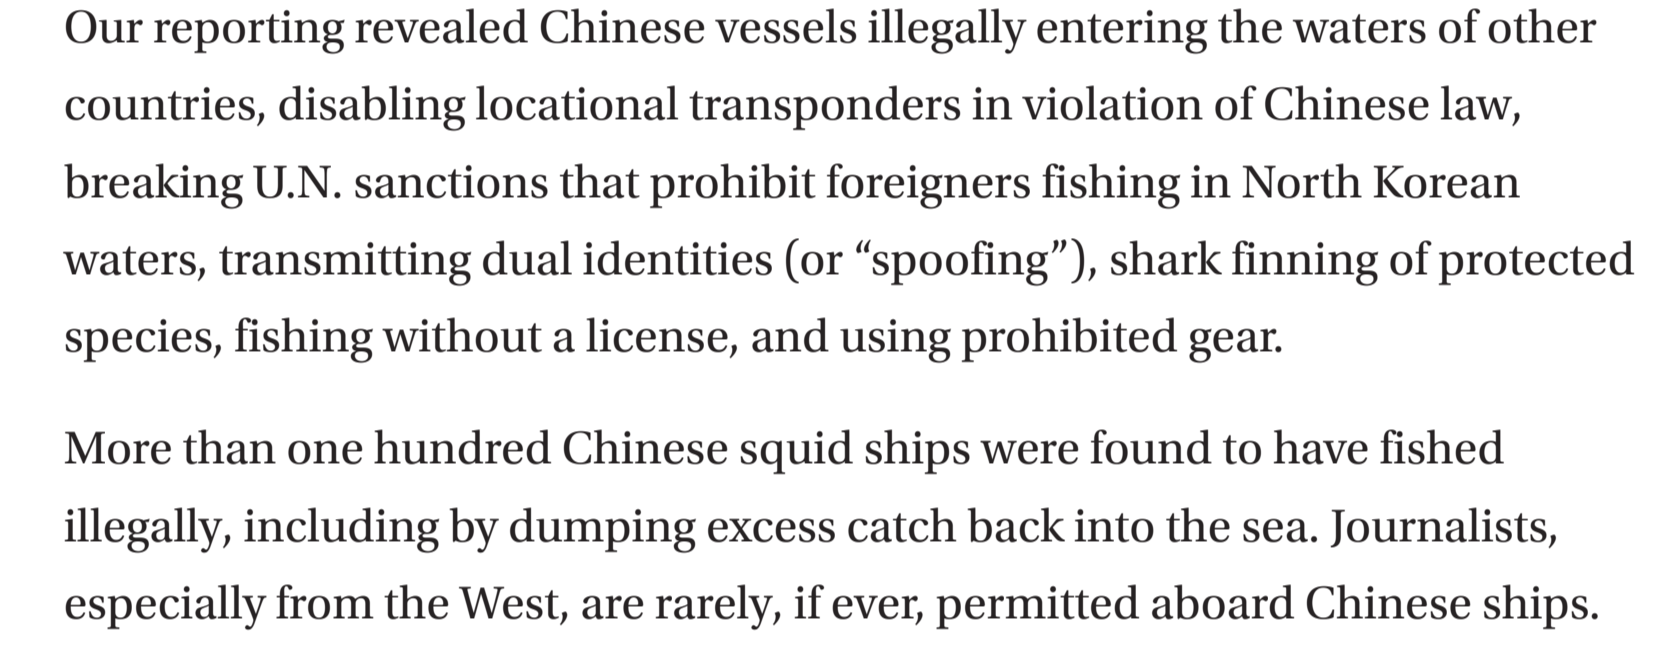 Our reporting revealed Chinese vessels illegally entering the waters of other
countries, disabling locational transponders in violation of Chinese law,
breaking U.N. sanctions that prohibit foreigners fishing in North Korean
waters, transmitting dual identities (or “spoofing”), shark finning of protected
species, fishing without a license, and using prohibited gear.
More than one hundred Chinese squid ships were found to have fished
illegally, including by dumping excess catch back into the sea. Journalists,
especially from the West, are rarely, if ever, permitted aboard Chinese ships.